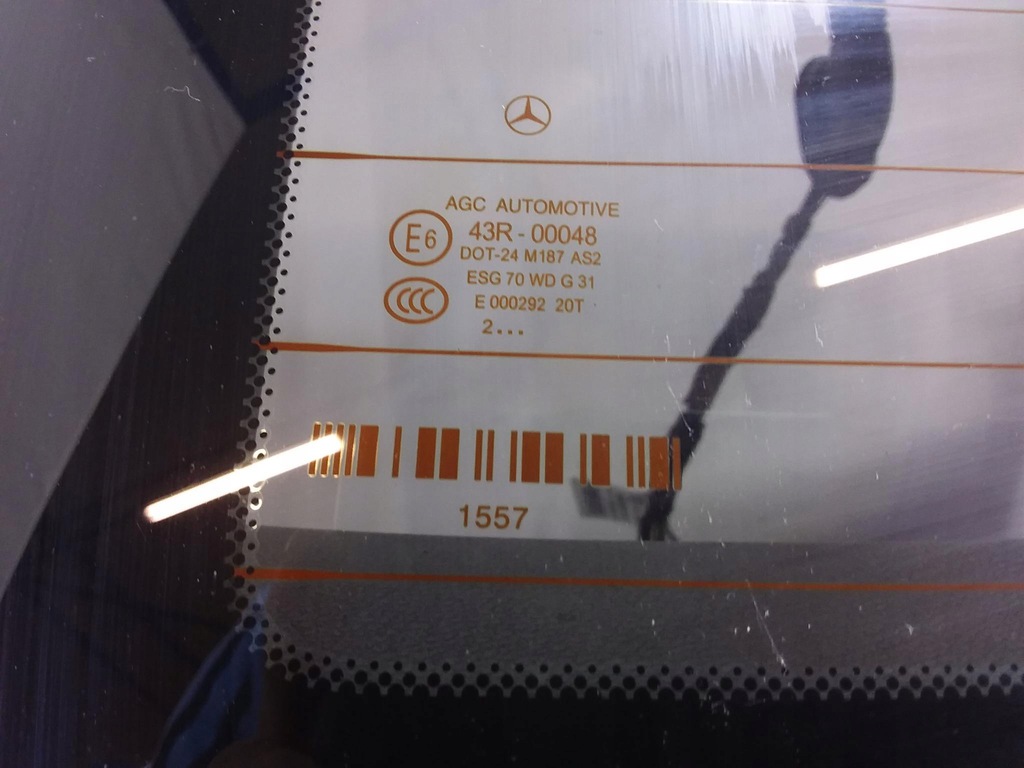 AGC AUTOMOTIVE
E6 43R - 00048
DOT-24 M187 AS2
ESG 70 WD G 31
CCC E 000292 20T
2...
1557